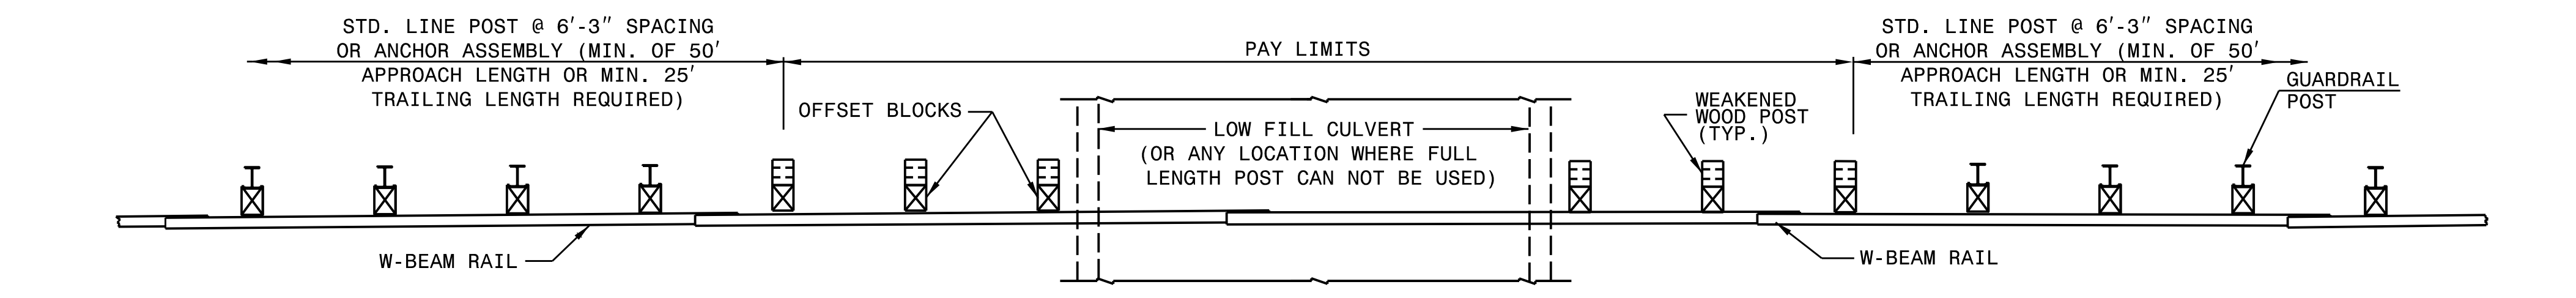 STD. LINE POST @ 6'-3" SPACING
OR ANCHOR ASSEMBLY (MIN. OF 50'
APPROACH LENGTH OR MIN. 25'
TRAILING LENGTH REQUIRED)
PAY LIMITS
STD. LINE POST @ 6'-3" SPACING
OR ANCHOR ASSEMBLY (MIN. OF 50'
APPROACH LENGTH OR MIN. 25'
TRAILING LENGTH REQUIRED)
GUARDRAIL
POST
OFFSET BLOCKS
WEAKENED
WOOD POST
(TYP.)
LOW FILL CULVERT
(OR ANY LOCATION WHERE FULL
LENGTH POST CAN NOT BE USED)
W-BEAM RAIL
W-BEAM RAIL